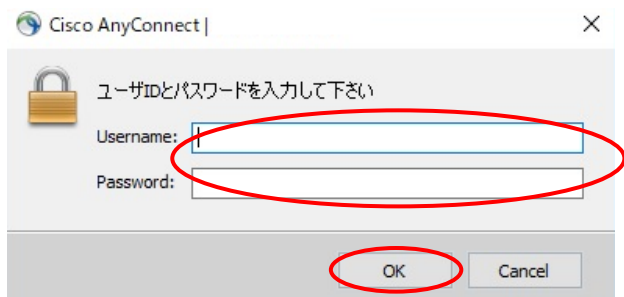 Cisco AnyConnect |
ユーザIDとパスワードを入力して下さい
Username:
Password:
OK Cancel